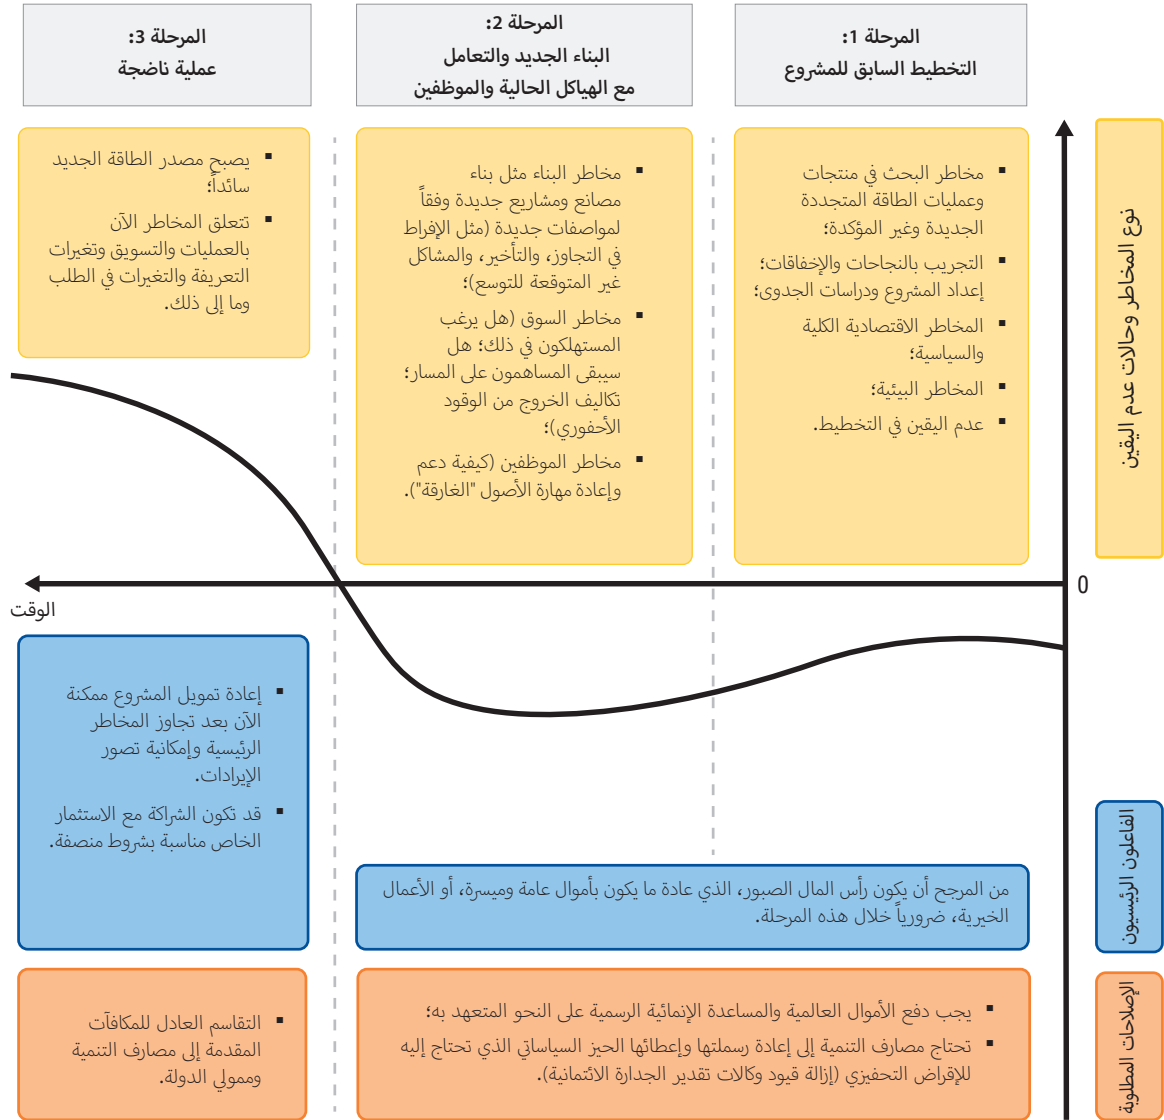 المرحلة 1:
التخطيط السابق للمشروع
المرحلة 2:
البناء الجديد والتعامل
مع الهياكل الحالية والموظفين
المرحلة 3:
عملية ناضجة
نوع المخاطر وحالات عدم اليقين
▪ مخاطر البحث في منتجات
وعمليات الطاقة المتجددة
الجديدة وغير المؤكدة؛
▪ التجريب بالنجاحات والإخفاقات؛
إعداد المشروع ودراسات الجدوى؛
▪ المخاطر الاقتصادية الكلية
والسياسية؛
▪ المخاطر البيئية؛
▪ عدم اليقين في التخطيط.
▪ مخاطر البناء مثل بناء
مصانع ومشاريع جديدة وفقاً
لمواصفات جديدة (مثل الإفراط
في التجاوز، والتأخير، والمشاكل
غير المتوقعة للتوسع)؛
▪ مخاطر السوق (هل يرغب
المستهلكون في ذلك؛ هل
سيبقى المساهمون على المسار؛
تكاليف الخروج من الوقود
الأحفوري)؛
▪ مخاطر الموظفين (كيفية دعم
وإعادة مهارة الأصول "الغارقة").
▪ يصبح مصدر الطاقة الجديد
سائداً؛
▪ تتعلق المخاطر الآن
بالعمليات والتسويق وتغيرات
التعريفة والتغيرات في الطلب
وما إلى ذلك.
0
الوقت
الفاعلون الرئيسيون
من المرجح أن يكون رأس المال الصبور، الذي عادة ما يكون بأموال عامة وميسرة، أو الأعمال
الخيرية، ضرورياً خلال هذه المرحلة.
▪ إعادة تمويل المشروع ممكنة
الآن بعد تجاوز المخاطر
الرئيسية وإمكانية تصور
الإيرادات.
▪ قد تكون الشراكة مع الاستثمار
الخاص مناسبة بشروط منصفة.
الإصلاحات المطلوبة
▪ يجب دفع الأموال العالمية والمساعدة الإنمائية الرسمية على النحو المتعهد به؛
▪ تحتاج مصارف التنمية إلى إعادة رسملتها وإعطائها الحيز السياساتي الذي تحتاج إليه
للإقراض التحفيزي (إزالة قيود وكالات تقدير الجدارة الائتمانية).
▪ التقاسم العادل للمكافآت
المقدمة إلى مصارف التنمية
وممولي الدولة.